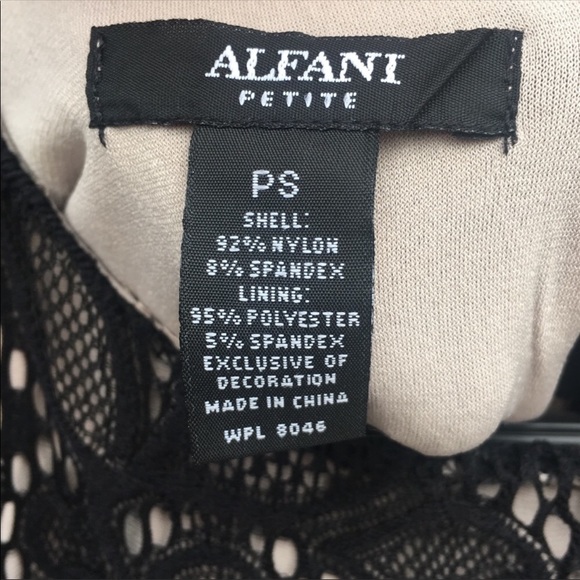 ALFANI
PETITE
PS
SHELL:
92% NYLON
8% SPANDEX
LINING:
95% POLYESTER
5% SPANDEX
EXCLUSIVE OF
DECORATION
MADE IN CHINA
WPL 8046